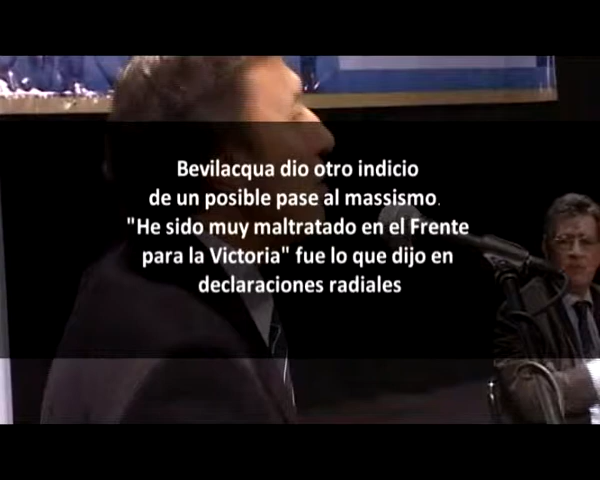 Bevilacqua dio otro indicio
de un posible pase al massismo.
"He sido muy maltratado en el Frente
para la Victoria" fue lo que dijo en
declaraciones radiales